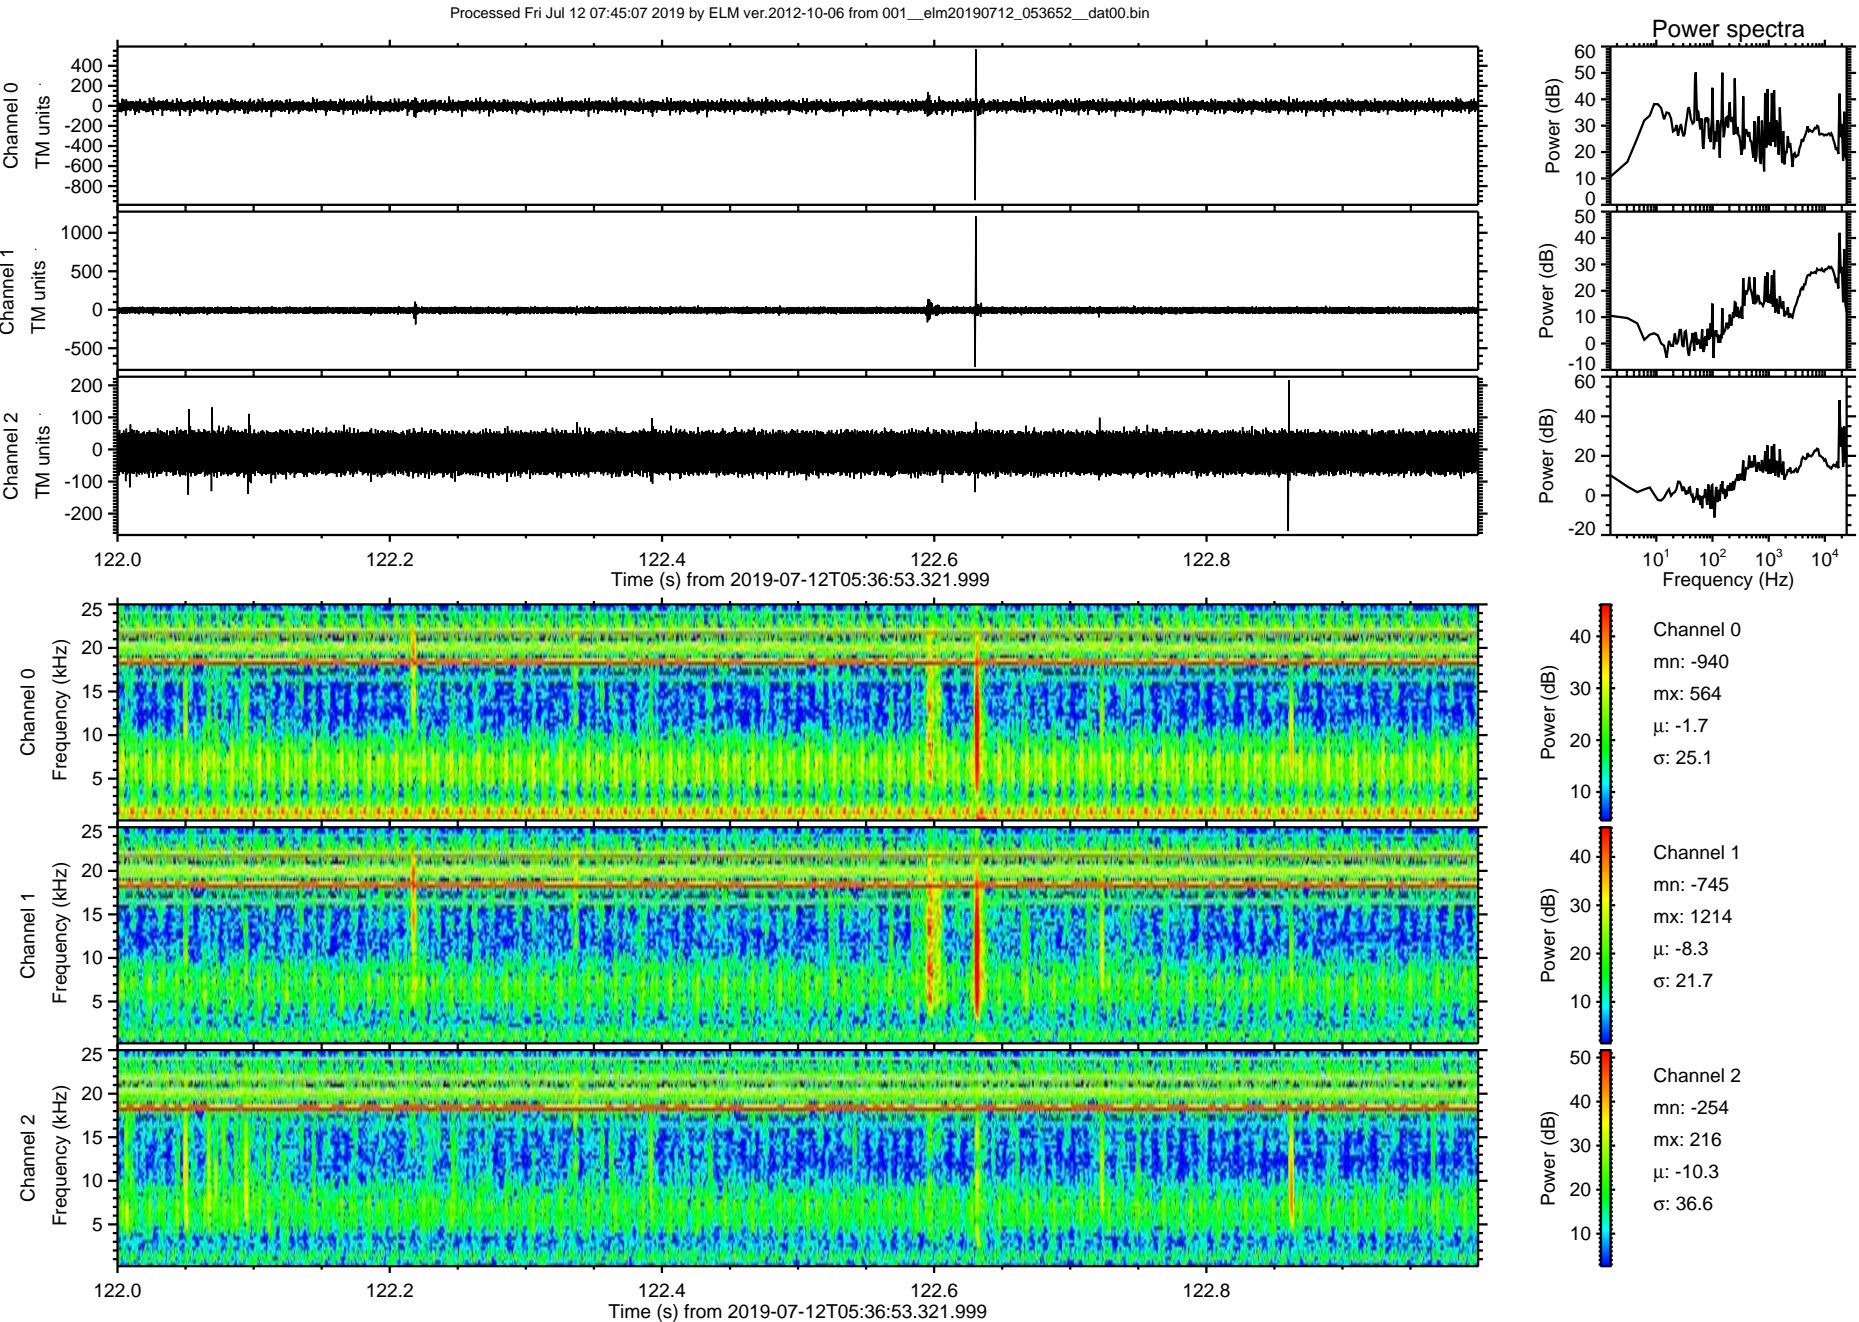 Processed Fri Jul 12 07:45:07 2019 by ELM ver.2012-10-06 from 001__elm20190712_053652__dat00.bin
Power spectra
Channel 0
TM units
400
200
0
-200
-400
-600
-800
Power (dB)
60
50
40
30
20
10
0
Channel 1
TM units
1000
500
0
-500
Power (dB)
50
40
30
20
10
0
-10
Channel 2
TM units
200
100
0
-100
-200
Power (dB)
60
40
20
0
-20
122.0 122.2 122.4 122.6 122.8
Time (s) from 2019-07-12T05:36:53.321.999
10¹ 10² 10³ 10⁴
Frequency (Hz)
Channel 0
Frequency (kHz)
25
20
15
10
5
Power (dB)
40
30
20
10
Channel 0
mn: -940
mx: 564
μ: -1.7
σ: 25.1
Channel 1
Frequency (kHz)
25
20
15
10
5
Power (dB)
40
30
20
10
Channel 1
mn: -745
mx: 1214
μ: -8.3
σ: 21.7
Channel 2
Frequency (kHz)
25
20
15
10
5
Power (dB)
50
40
30
20
10
Channel 2
mn: -254
mx: 216
μ: -10.3
σ: 36.6
122.0 122.2 122.4 122.6 122.8
Time (s) from 2019-07-12T05:36:53.321.999